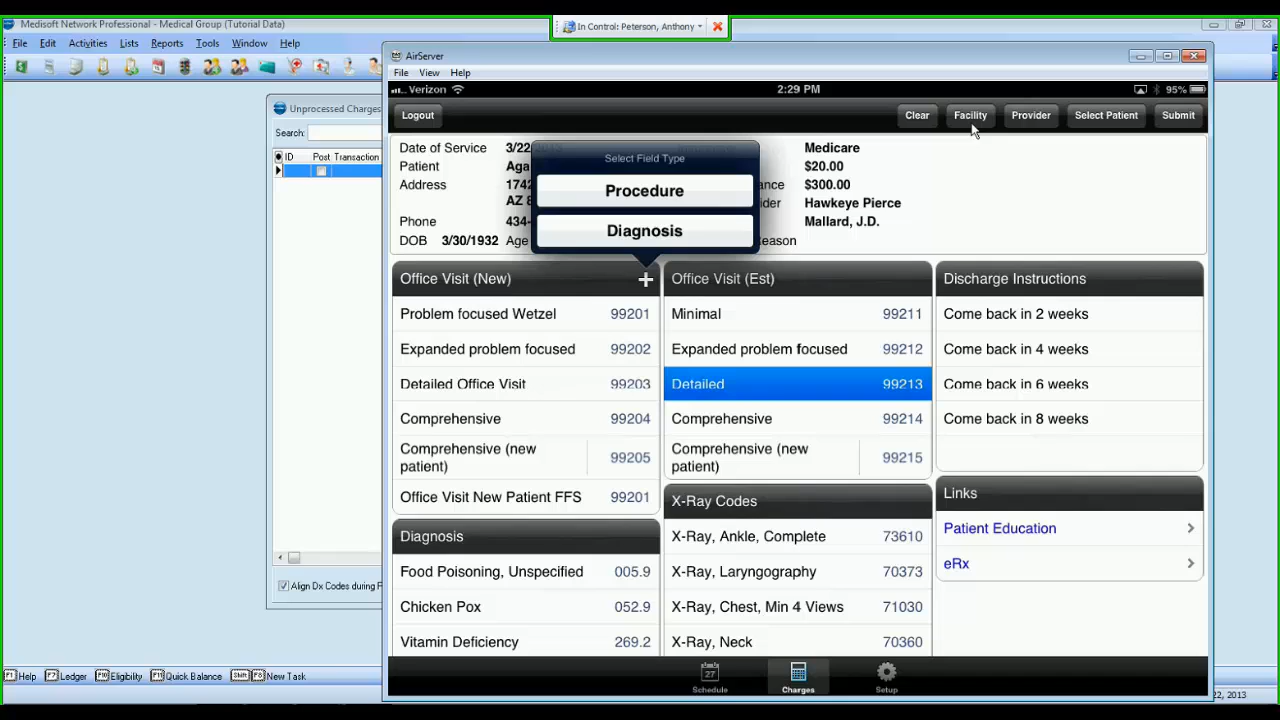 Medisoft Network Professional - Medical Group (Tutorial Data)
In Control: Peterson, Anthony
File Edit Activities Lists Reports Tools Window Help
AirServer
File View Help
Verizon 2:29 PM 95%
Logout Clear Facility Provider Select Patient Submit
Unprocessed Charges
Search:
ID Post Transaction
Select Field Type
Procedure
Diagnosis
Date of Service 3/22 Medicare
Patient Aga $20.00
Address 1742 $300.00
AZ 8 Hawkeye Pierce
Phone 434- Mallard, J.D.
DOB 3/30/1932 Age
Office Visit (New) +
Problem focused Wetzel 99201
Expanded problem focused 99202
Detailed Office Visit 99203
Comprehensive 99204
Comprehensive (new
patient) 99205
Office Visit New Patient FFS 99201
Diagnosis
Food Poisoning, Unspecified 005.9
Chicken Pox 052.9
Vitamin Deficiency 269.2
Office Visit (Est)
Minimal 99211
Expanded problem focused 99212
Detailed 99213
Comprehensive 99214
Comprehensive (new
patient) 99215
X-Ray Codes
X-Ray, Ankle, Complete 73610
X-Ray, Laryngography 70373
X-Ray, Chest, Min 4 Views 71030
X-Ray, Neck 70360
Discharge Instructions
Come back in 2 weeks
Come back in 4 weeks
Come back in 6 weeks
Come back in 8 weeks
Links
Patient Education
eRx
Align Dx Codes during
27
Schedule Charges Setup
F1 Help F7 Ledger F10 Eligibility F11 Quick Balance Shift F8 New Task
22, 2013